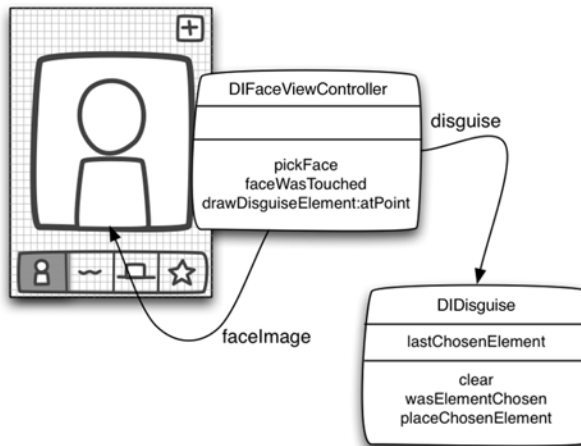 DIFaceViewController
pickFace
faceWasTouched
drawDisguiseElement:atPoint
disguise
faceImage
DIDisguise
lastChosenElement
clear
wasElementChosen
placeChosenElement